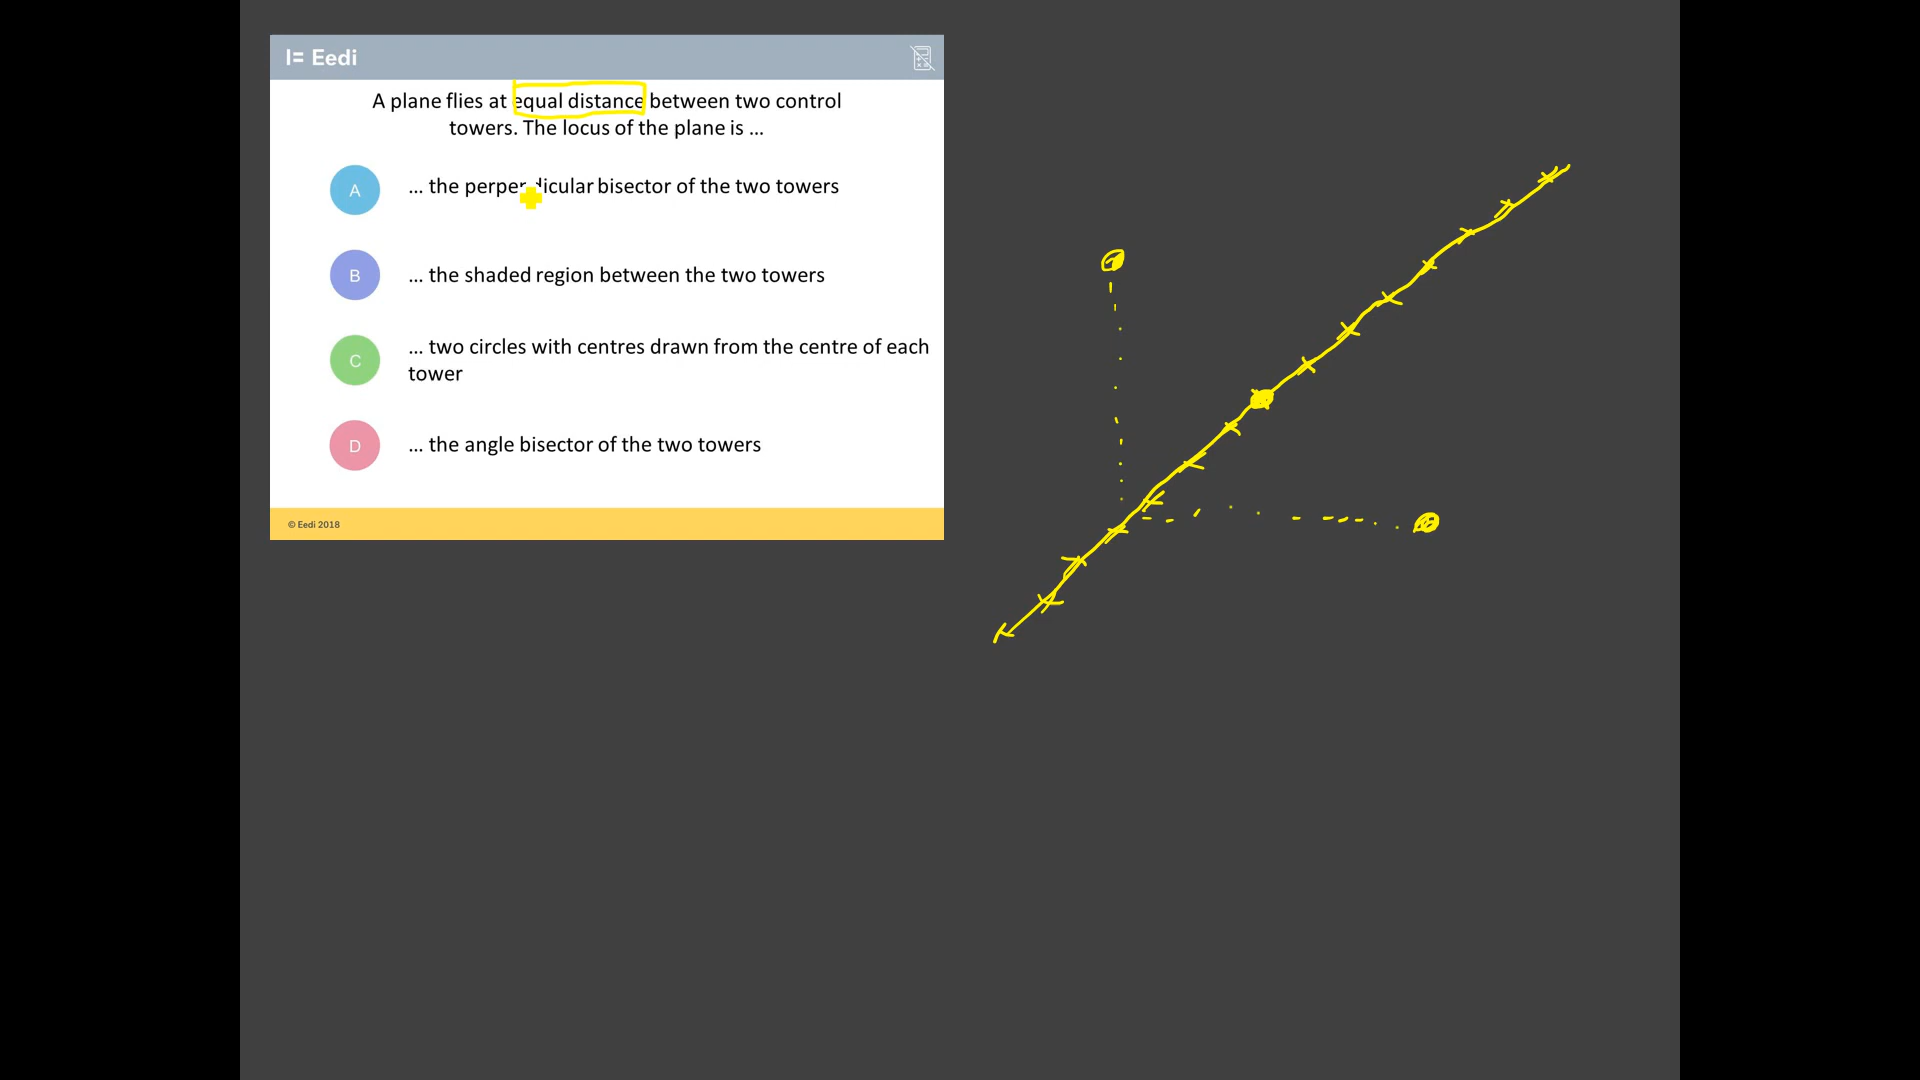 Eedi
A plane flies at equal distance between two control
towers. The locus of the plane is ...
A
... the perpendicular bisector of the two towers
B
... the shaded region between the two towers
C
... two circles with centres drawn from the centre of each
tower
D
... the angle bisector of the two towers
© Eedi 2018